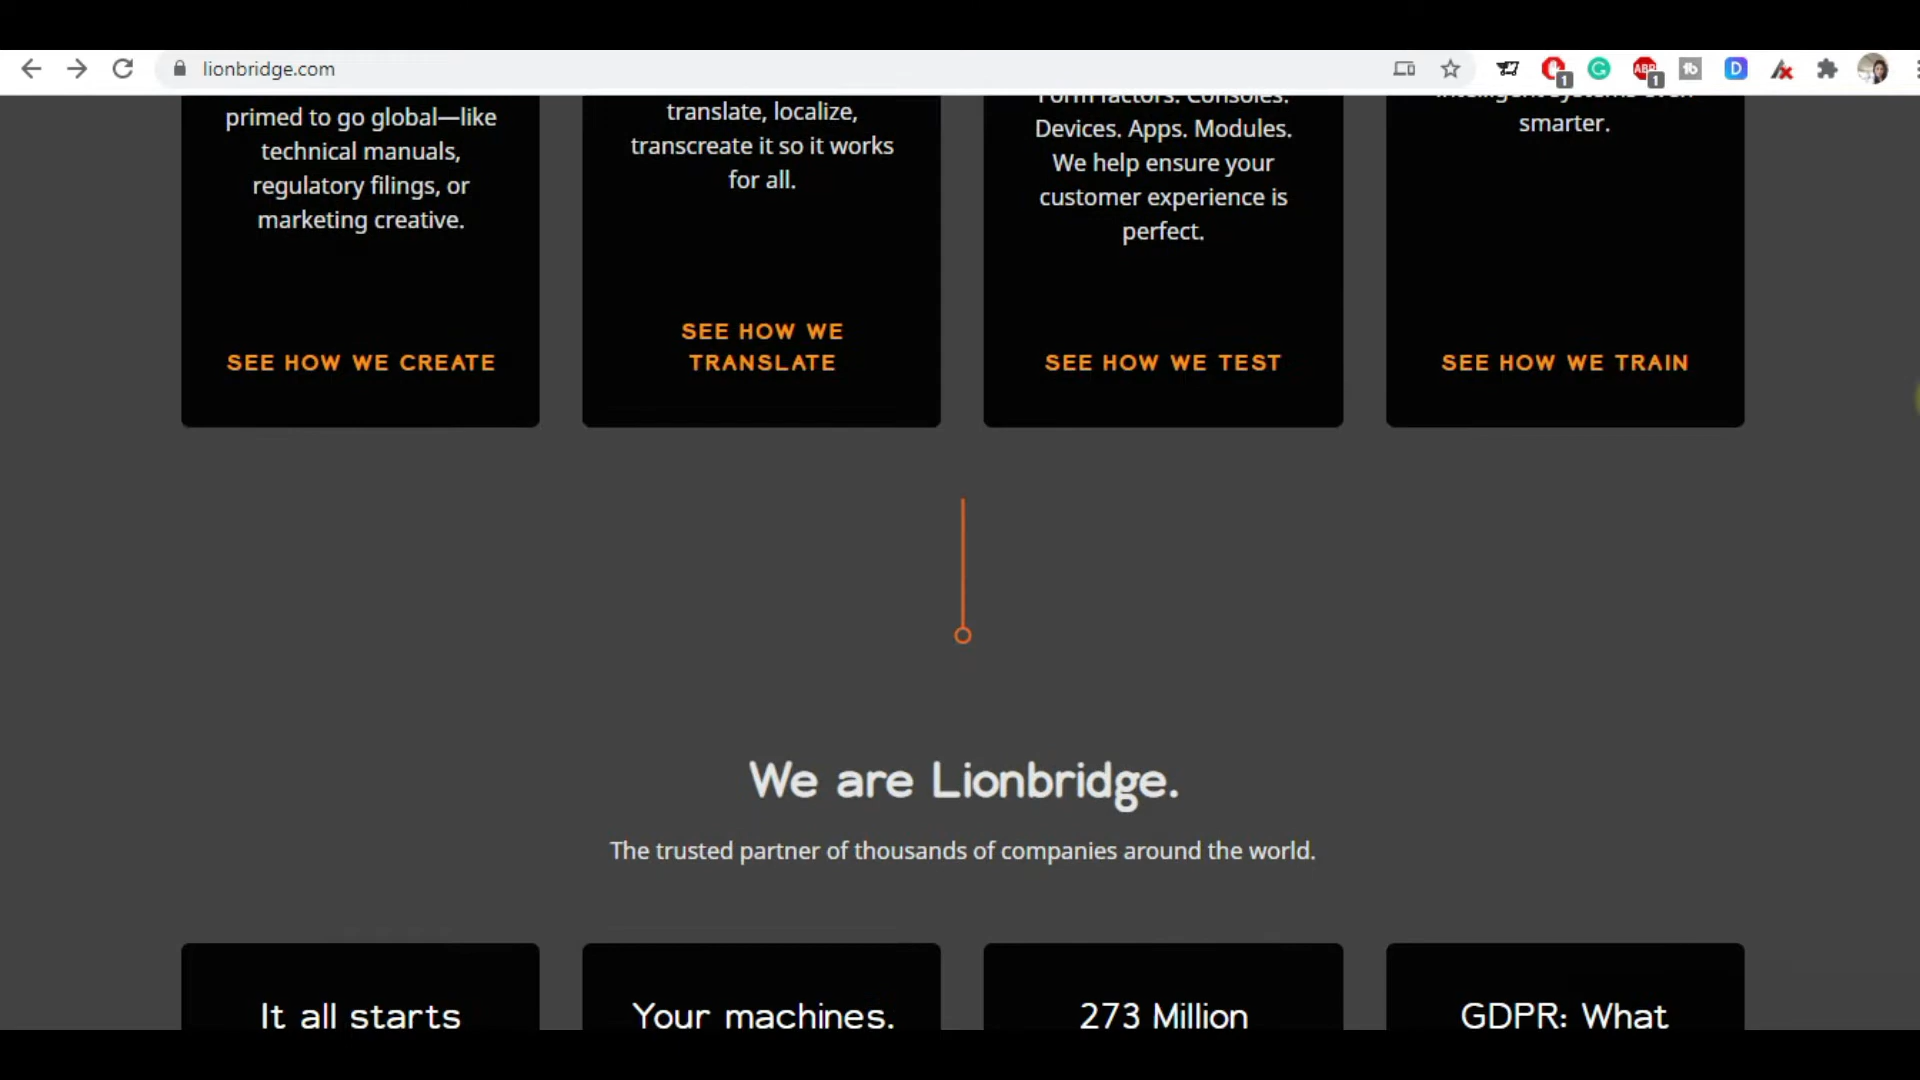 lionbridge.com
primed to go global—like
technical manuals,
regulatory filings, or
marketing creative.
SEE HOW WE CREATE
translate, localize,
transcreate it so it works
for all.
SEE HOW WE
TRANSLATE
Form factors. Consoles.
Devices. Apps. Modules.
We help ensure your
customer experience is
perfect.
SEE HOW WE TEST
smarter.
SEE HOW WE TRAIN
We are Lionbridge.
The trusted partner of thousands of companies around the world.
It all starts
Your machines.
273 Million
GDPR: What
1
ABP
1
tb
D